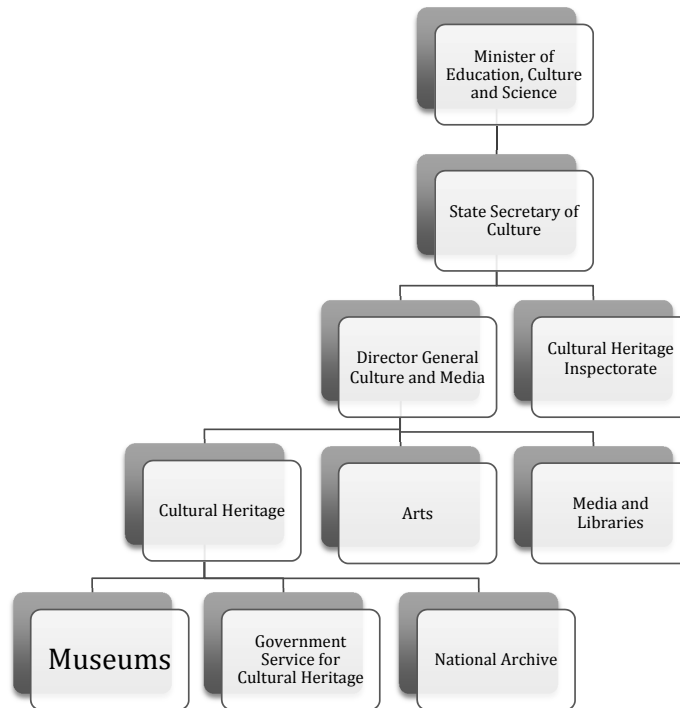 Minister of
Education, Culture
and Science
State Secretary of
Culture
Director General
Culture and Media
Cultural Heritage
Inspectorate
Cultural Heritage
Arts
Media and
Libraries
Museums
Government
Service for
Cultural Heritage
National Archive